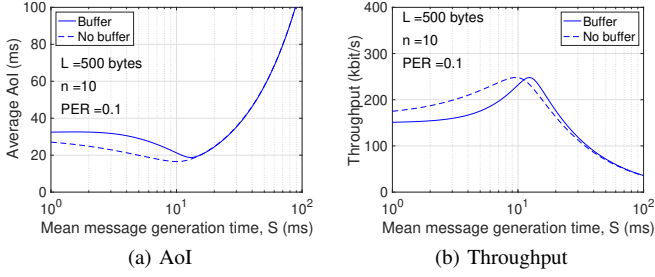 100
80
60
40
20
0
Average AoI (ms)
Buffer
No buffer
L =500 bytes
n =10
PER =0.1
10^0
10^1
10^2
Mean message generation time, S (ms)
(a) AoI
400
300
200
100
0
Throughput (kbit/s)
L =500 bytes
n =10
PER =0.1
Buffer
No buffer
10^0
10^1
10^2
Mean message generation time, S (ms)
(b) Throughput